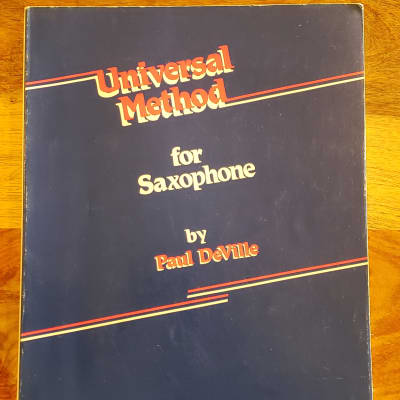 Universal
Method
for
Saxophone
by
Paul DeVille